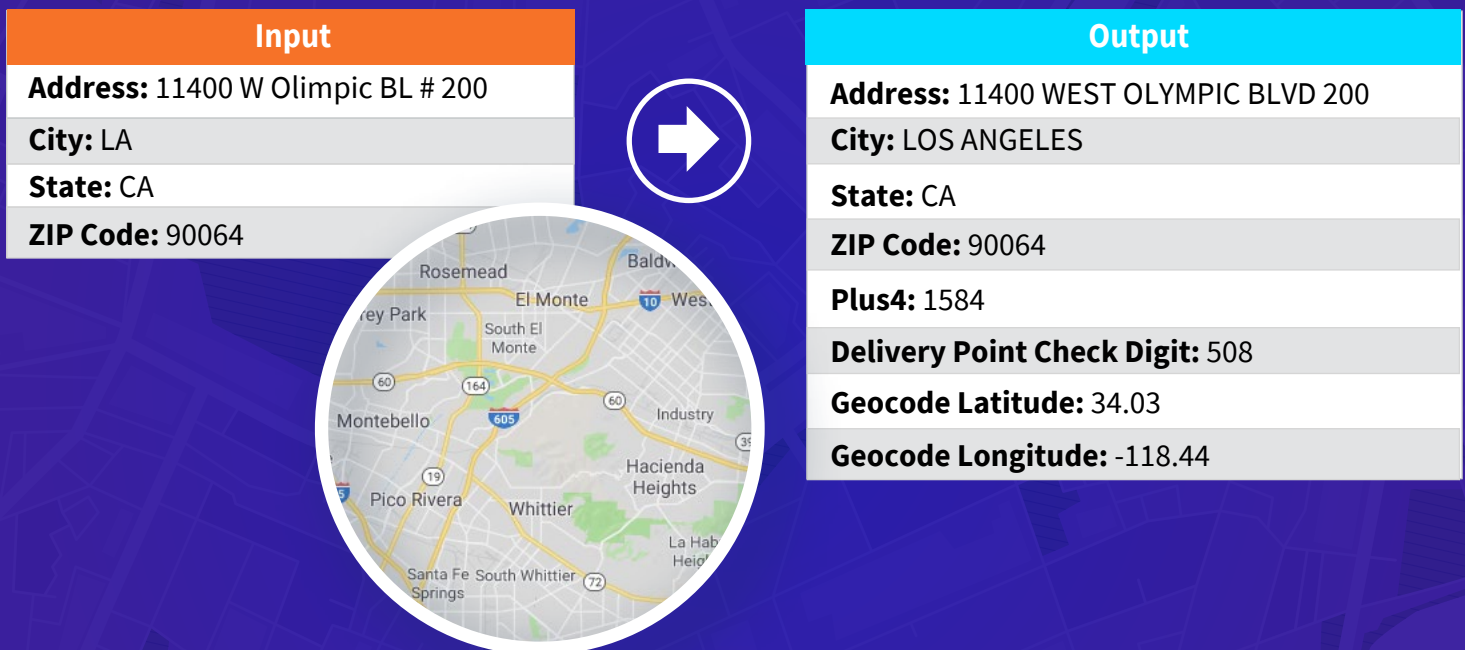 Input
Address: 11400 W Olimpic BL # 200
City: LA
State: CA
ZIP Code: 90064
Output
Address: 11400 WEST OLYMPIC BLVD 200
City: LOS ANGELES
State: CA
ZIP Code: 90064
Plus4: 1584
Delivery Point Check Digit: 508
Geocode Latitude: 34.03
Geocode Longitude: -118.44
Rosemead
Baldw
El Monte
10
Wes
rey Park
South El
Monte
60
164
60
Montebello
605
Industry
39
19
Hacienda
Heights
5
Pico Rivera
Whittier
La Hab
Heig
Santa Fe
Springs
South Whittier
72